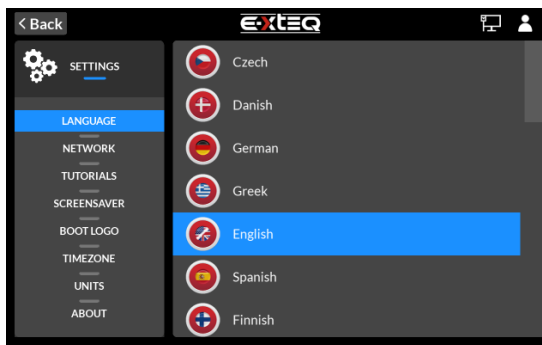 < Back
E-XTEQ
SETTINGS
LANGUAGE
NETWORK
TUTORIALS
SCREENSAVER
BOOT LOGO
TIMEZONE
UNITS
ABOUT
Czech
Danish
German
Greek
English
Spanish
Finnish